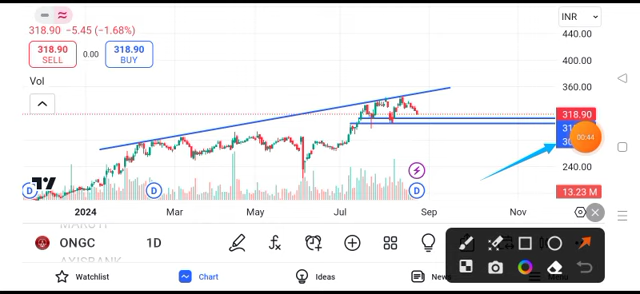 INR
318.90 −5.45 (−1.68%)
440.00
400.00
318.90
SELL
0.00
318.90
BUY
360.00
Vol
318.90
00:44
240.00
D
D
D
13.23 M
2024
Mar
May
Jul
Sep
Nov
MARUTI
ONGC
1D
AXISBANK
Watchlist
Chart
Ideas
News